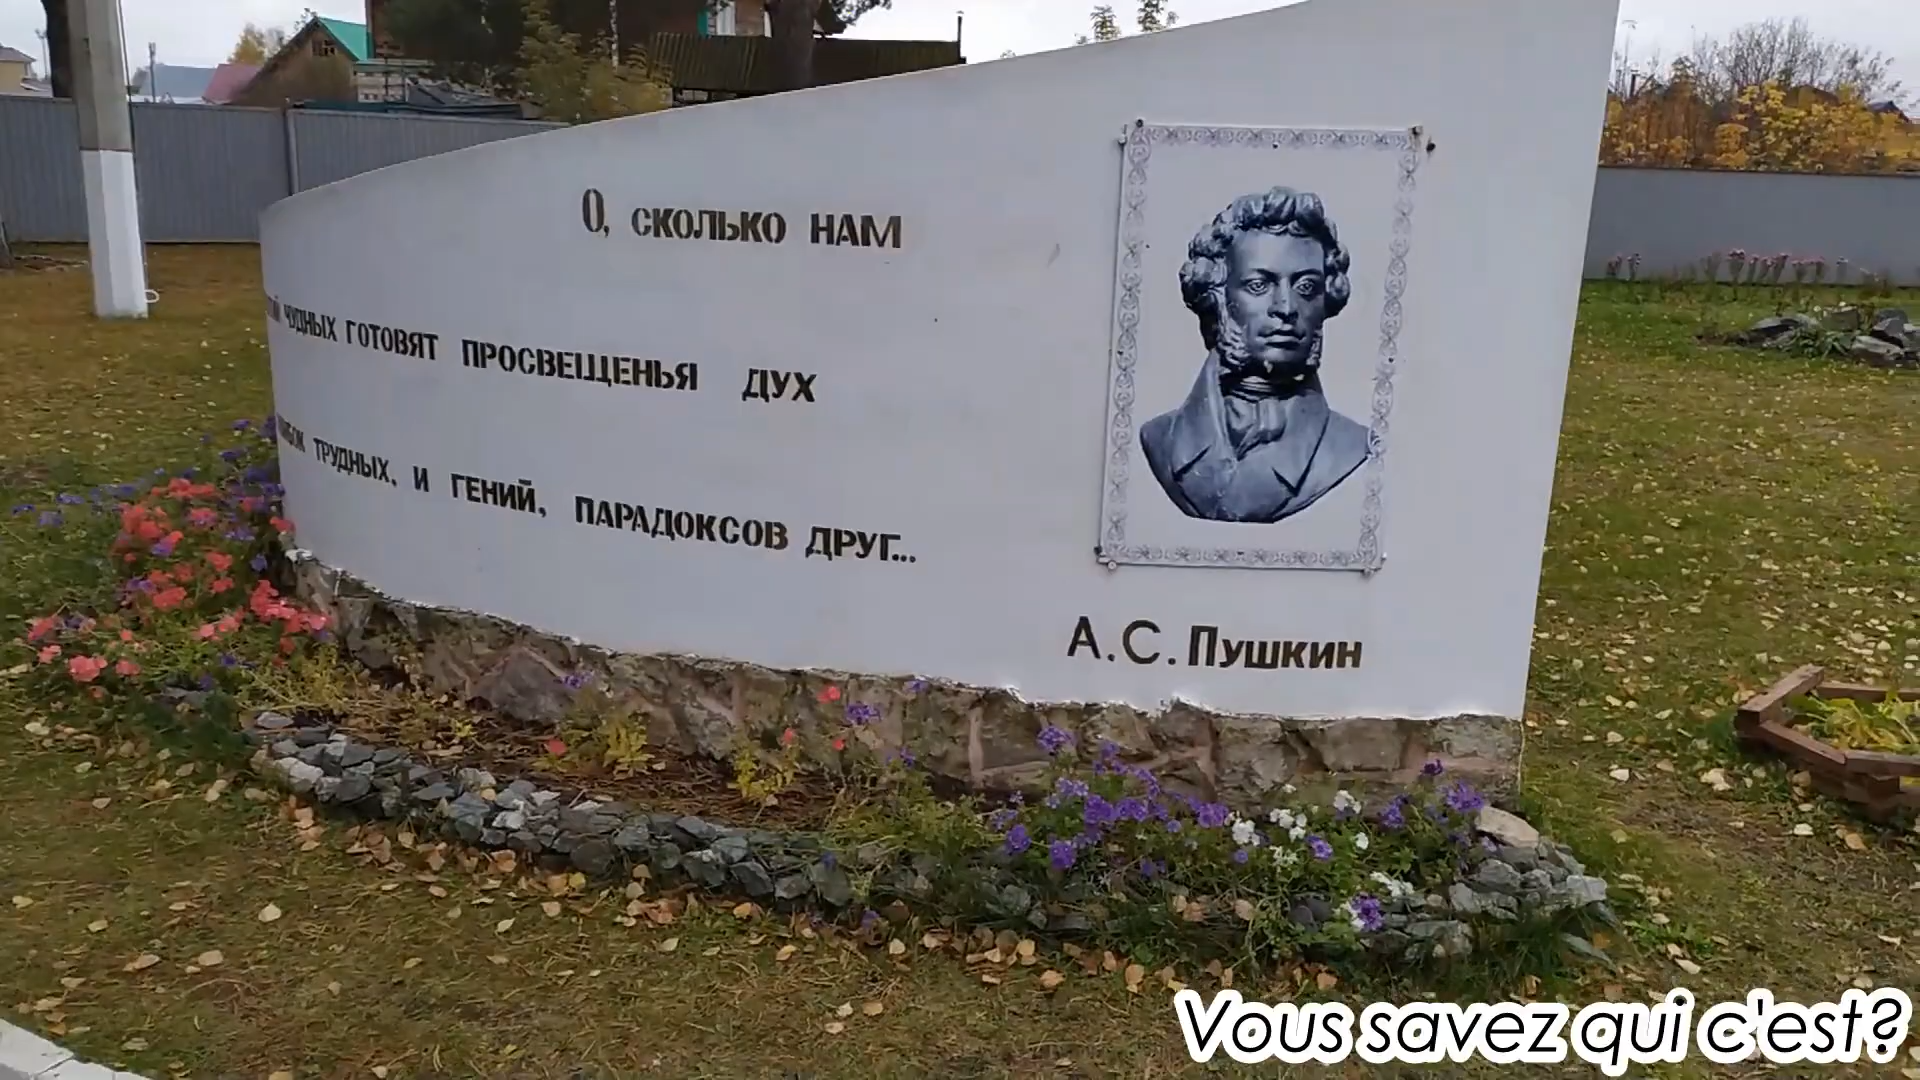 О, СКОЛЬКО НАМ
ЧУДНЫХ ГОТОВЯТ ПРОСВЕЩЕНЬЯ ДУХ
ТРУДНЫХ, И ГЕНИЙ, ПАРАДОКСОВ ДРУГ...
А.С. ПУШКИН
Vous savez qui c'est?